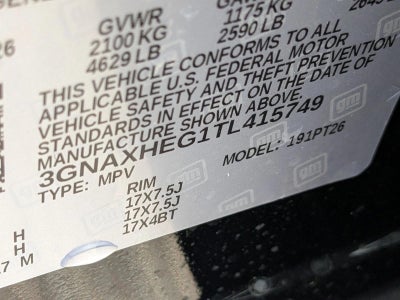 GVWR
2100 KG 1175 KG
4629 LB 2590 LB
THIS VEHICLE CONFORMS TO ALL
APPLICABLE U.S. FEDERAL MOTOR
VEHICLE SAFETY AND THEFT PREVENTION
STANDARDS IN EFFECT ON THE DATE OF
MANUFACTURE SHOWN ABOVE.
3GNAXHEG1TL415749
TYPE: MPV MODEL: 191PT26
RIM
17X7.5J
17X7.5J
17X4BT
H
H
M
gm